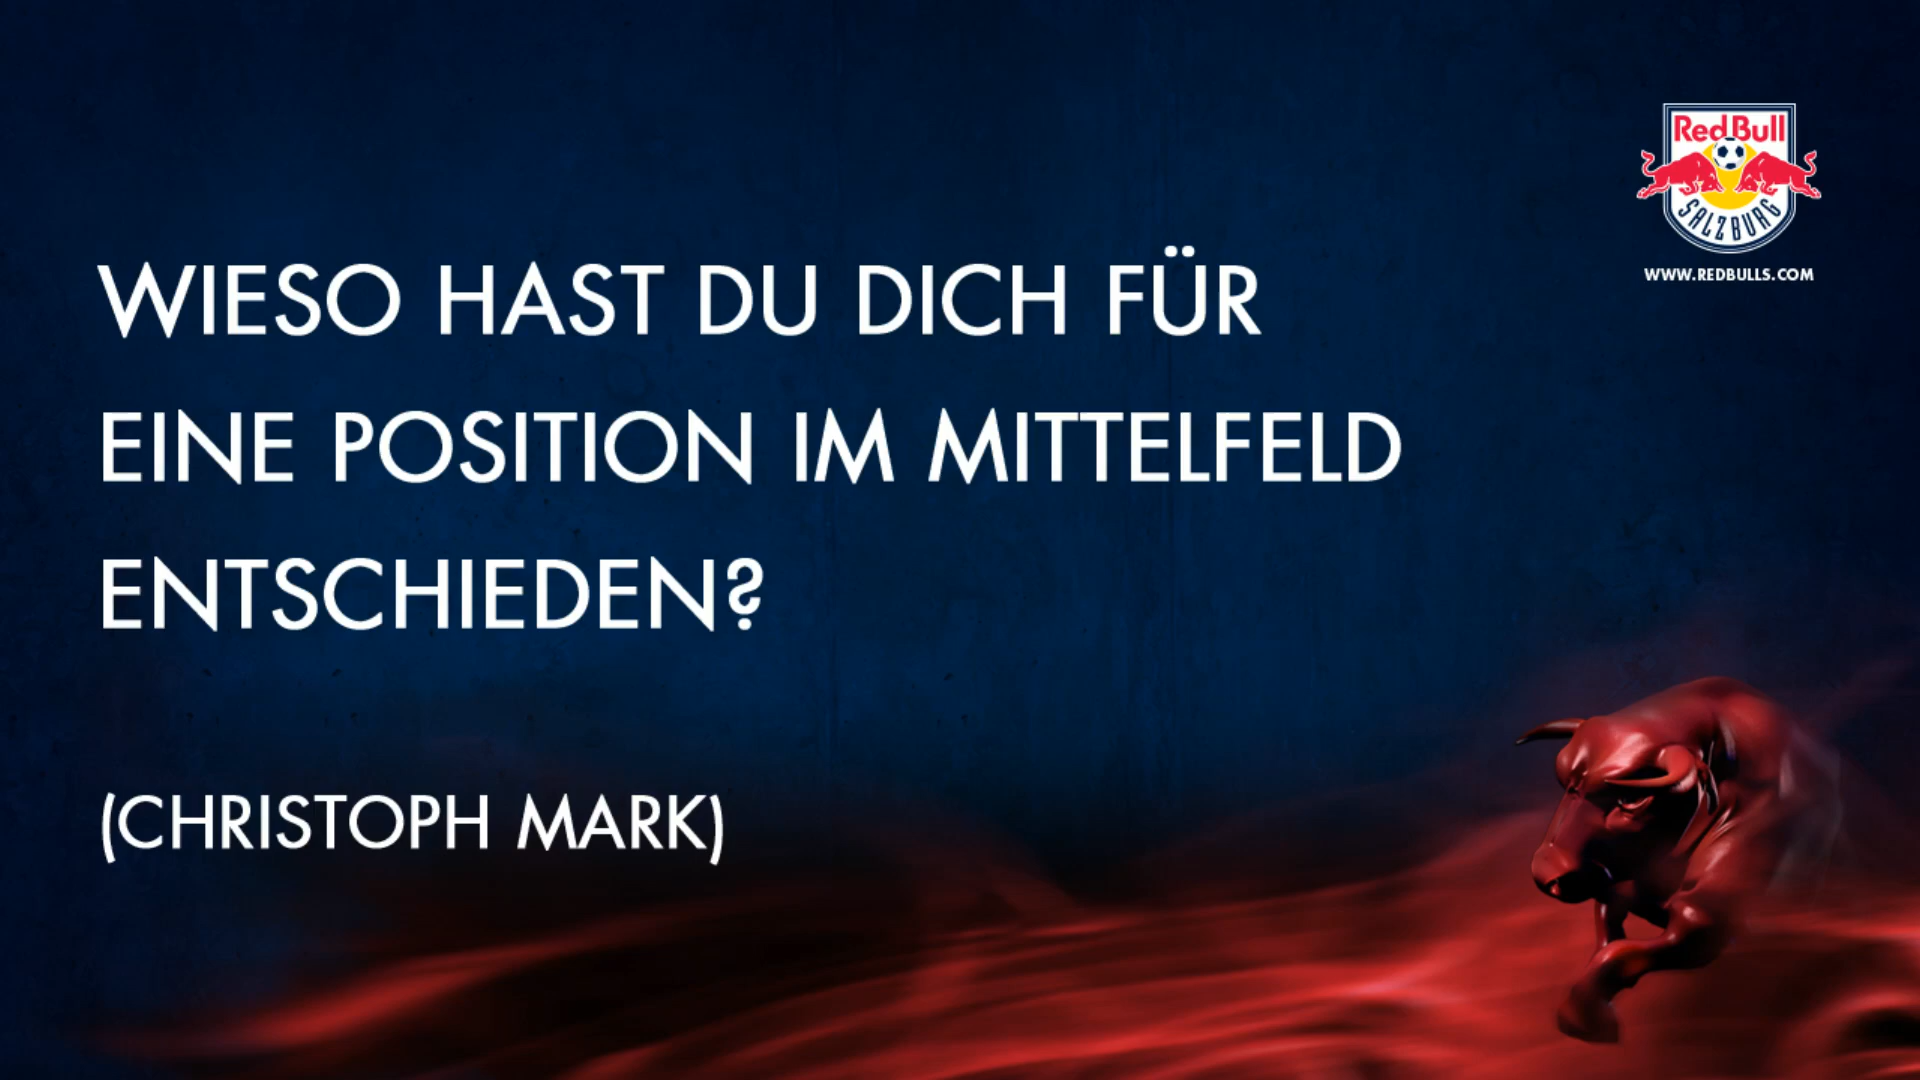 Red Bull
SALZBURG
WWW.REDBULLS.COM
WIESO HAST DU DICH FÜR
EINE POSITION IM MITTELFELD
ENTSCHIEDEN?
(CHRISTOPH MARK)